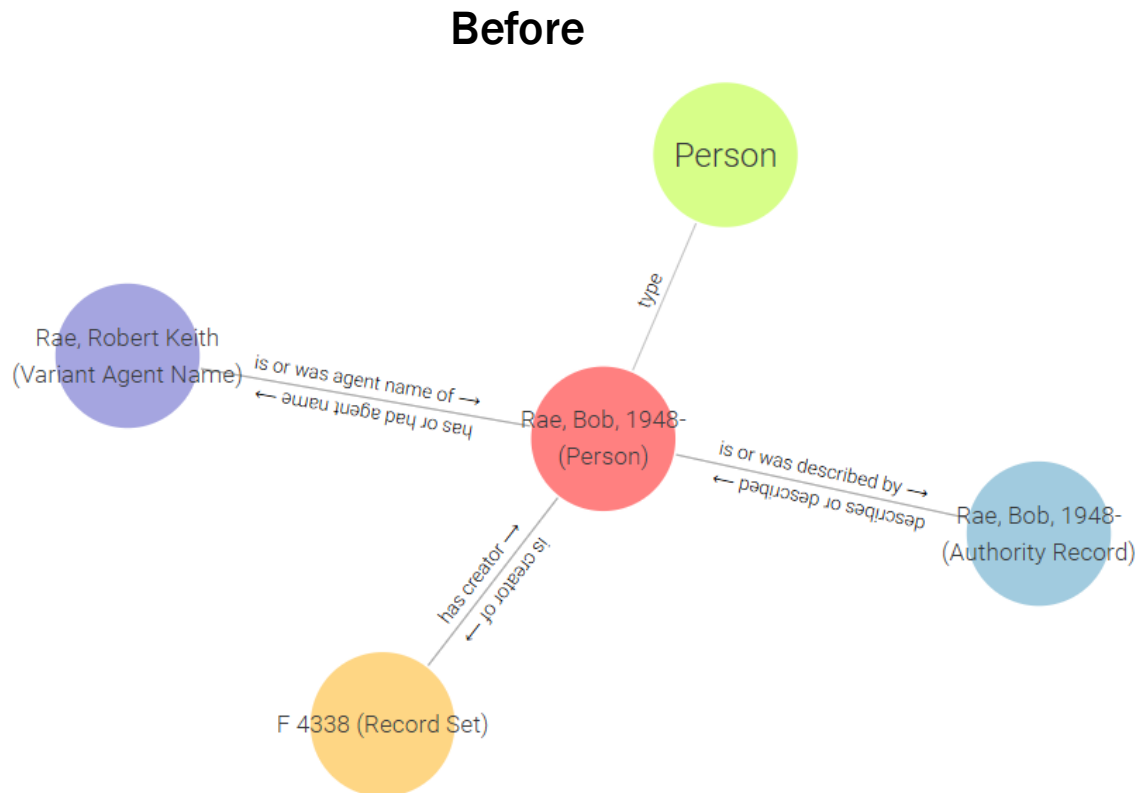 Before
Person
type
Rae, Robert Keith
(Variant Agent Name)
is or was agent name of →
has or had agent name →
Rae, Bob, 1948-
(Person)
is or was described by →
describes or described →
Rae, Bob, 1948-
(Authority Record)
has creator →
is creator of →
F 4338 (Record Set)